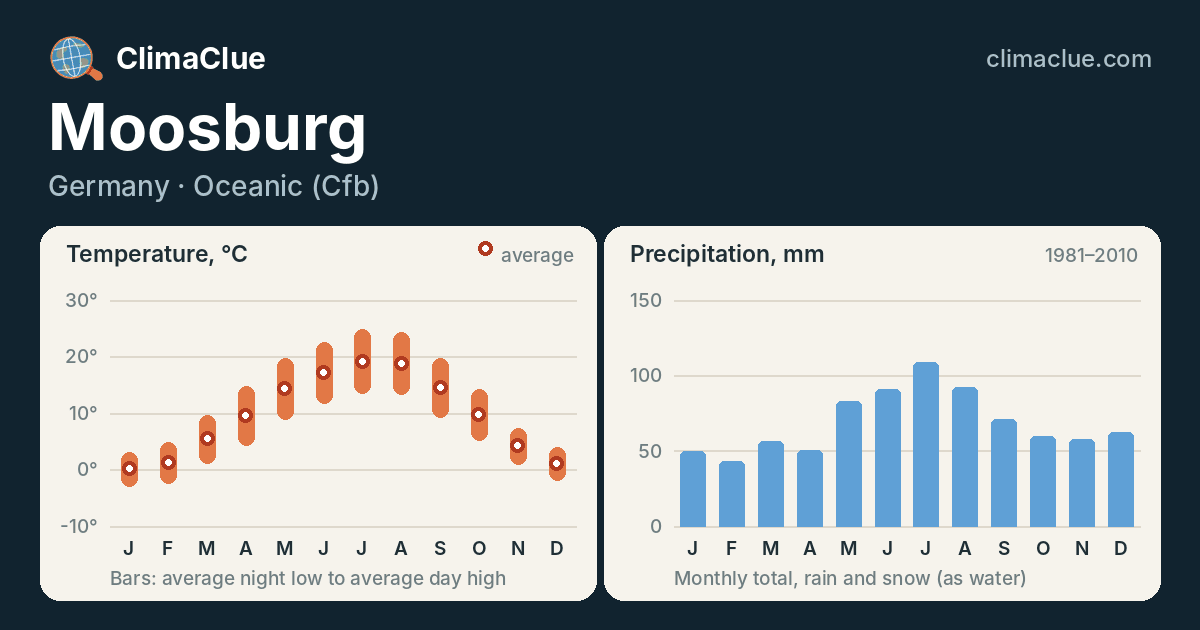 ClimaClue
climaclue.com
Moosburg
Germany · Oceanic (Cfb)
Temperature, °C
average
30°
20°
10°
0°
-10°
J F M A M J J A S O N D
Bars: average night low to average day high
Precipitation, mm
1981–2010
150
100
50
0
J F M A M J J A S O N D
Monthly total, rain and snow (as water)